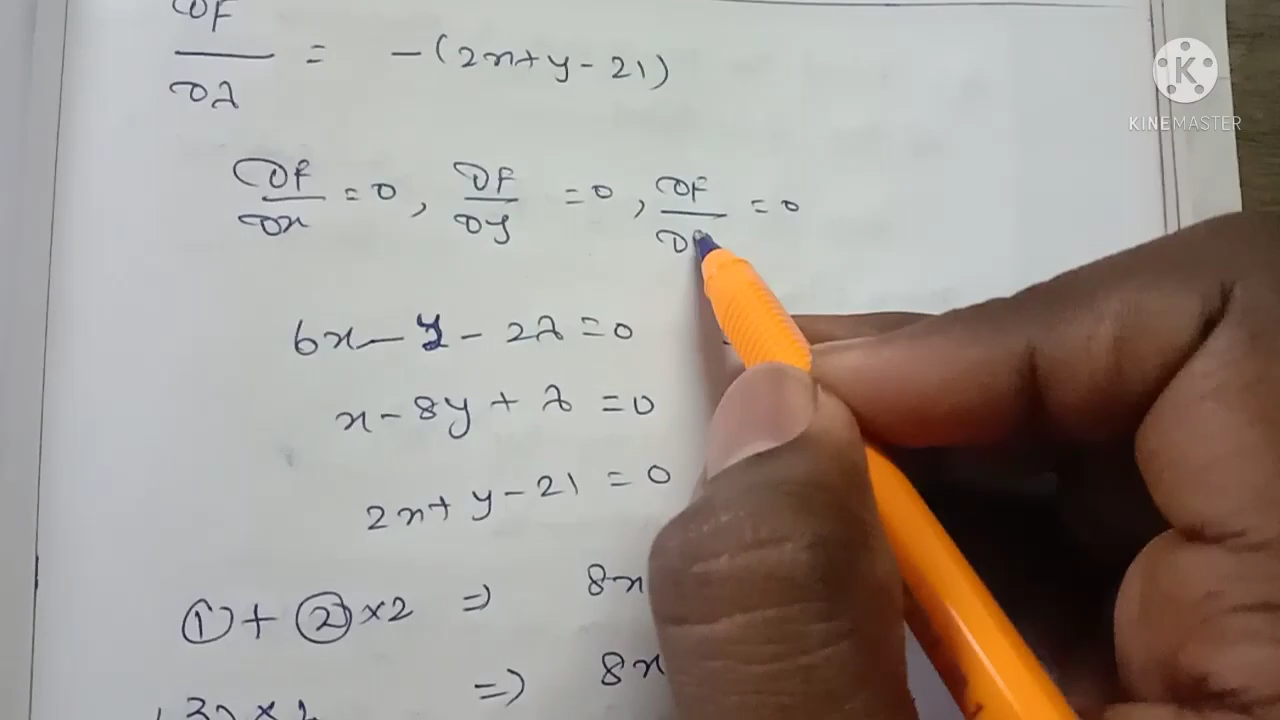 ∂F/∂λ = -(2x+y-21)
K
KINEMASTER
∂F/∂x = 0, ∂F/∂y = 0, ∂F/∂ = 0
6x - y - 2λ = 0
x - 8y + λ = 0
2x + y - 21 = 0
① + ② ×2 ⇒ 8x
⇒ 8x